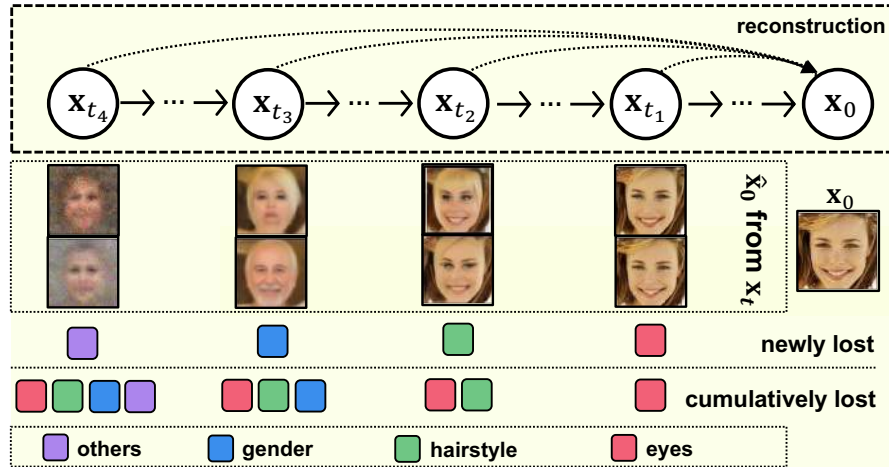 reconstruction
x_{t_4} ... x_{t_3} ... x_{t_2} ... x_{t_1} ... x_0
x̂_0 from x_t
x_0
newly lost
cumulatively lost
others gender hairstyle eyes